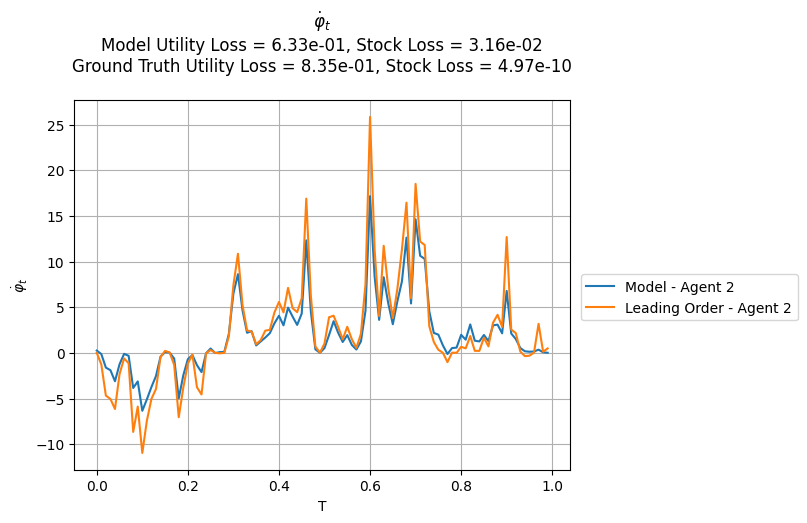 φ̇ₜ
Model Utility Loss = 6.33e-01, Stock Loss = 3.16e-02
Ground Truth Utility Loss = 8.35e-01, Stock Loss = 4.97e-10
25
20
15
10
5
0
−5
−10
φ̇ₜ
0.0 0.2 0.4 0.6 0.8 1.0
T
Model - Agent 2
Leading Order - Agent 2